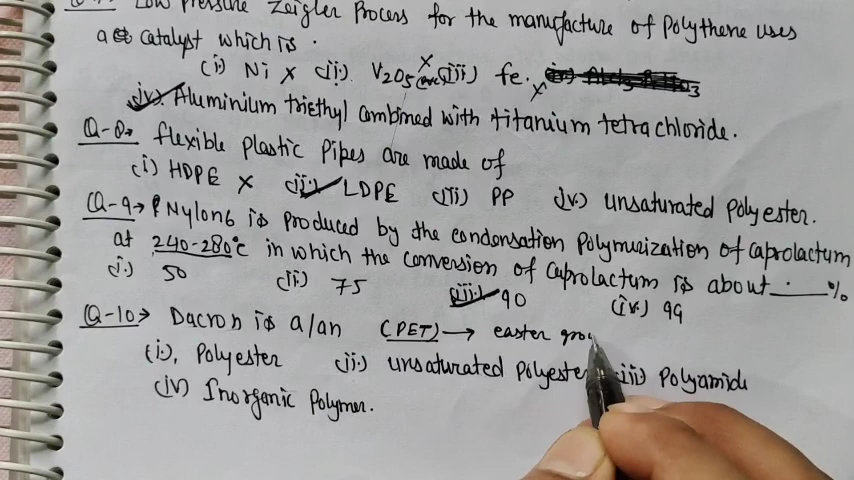 Low Pressure Zeigler Process for the manufacture of Polythene uses
a catalyst which is.
(i) Ni x (ii) V2O5 x (iii) fe. x
(iv) Aluminium triethyl combined with titanium tetrachloride.
Q-8→ flexible plastic Pipes are made of
(i) HDPE x (ii) LDPE (iii) PP (iv) unsaturated Polyester.
Q-9→ Nylon6 is produced by the condensation Polymurization of caprolactum
at 240-280°c in which the conversion of caprolactum is about ___ %
(i) 50 (ii) 75 (iii) 90 (iv) 99
Q-10→ Dacron is a/an (PET) → easter grou
(i), Polyester (ii) unsaturated Polyester (iii) Polyamide
(iv) Inorganic Polymer.